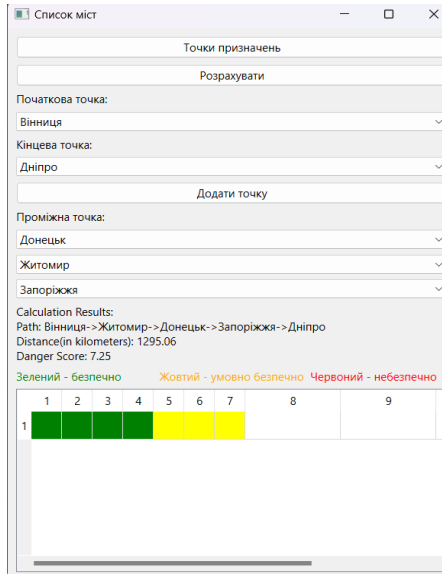 Список міст
Точки призначень
Розрахувати
Початкова точка:
Вінниця
Кінцева точка:
Дніпро
Додати точку
Проміжна точка:
Донецьк
Житомир
Запоріжжя
Calculation Results:
Path: Вінниця->Житомир->Донецьк->Запоріжжя->Дніпро
Distance(in kilometers): 1295.06
Danger Score: 7.25
Зелений - безпечно Жовтий - умовно безпечно Червоний - небезпечно
1 2 3 4 5 6 7 8 9
1